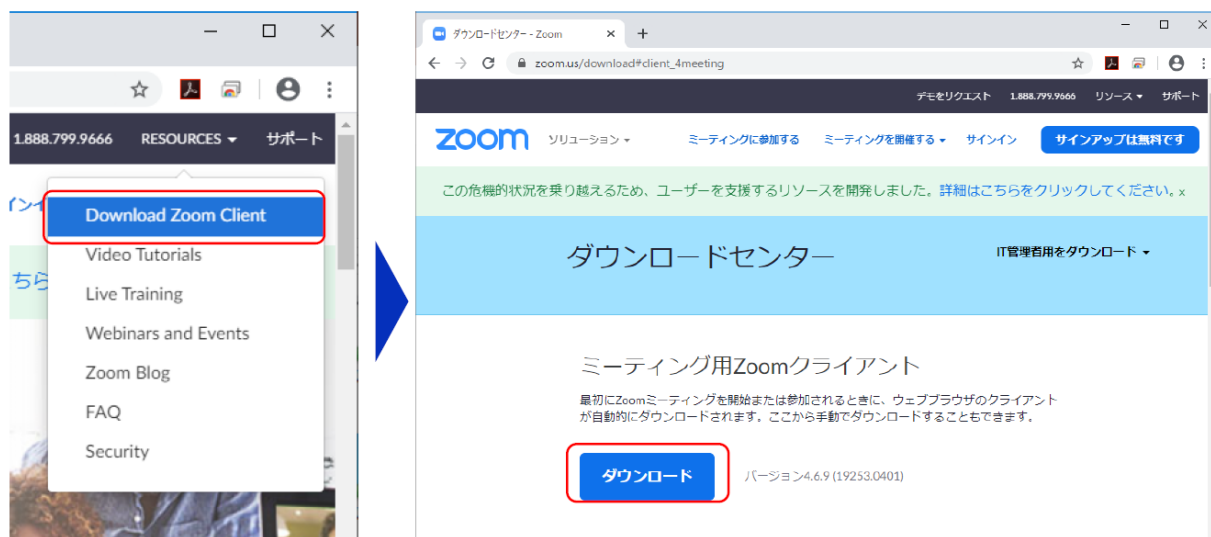 1.888.799.9666 RESOURCES サポート
Download Zoom Client
Video Tutorials
ちら
Live Training
Webinars and Events
Zoom Blog
FAQ
Security
ダウンロードセンター - Zoom
zoom.us/download#client_4meeting
デモをリクエスト 1.888.799.9666 リソース サポート
zoom ソリューション ミーティングに参加する ミーティングを開催する サインイン サインアップは無料です
この危機的状況を乗り越えるため、ユーザーを支援するリソースを開発しました。詳細はこちらをクリックしてください。x
ダウンロードセンター IT管理者用をダウンロード
ミーティング用Zoomクライアント
最初にZoomミーティングを開始または参加されるときに、ウェブブラウザのクライアント
が自動的にダウンロードされます。ここから手動でダウンロードすることもできます。
ダウンロード バージョン4.6.9 (19253.0401)